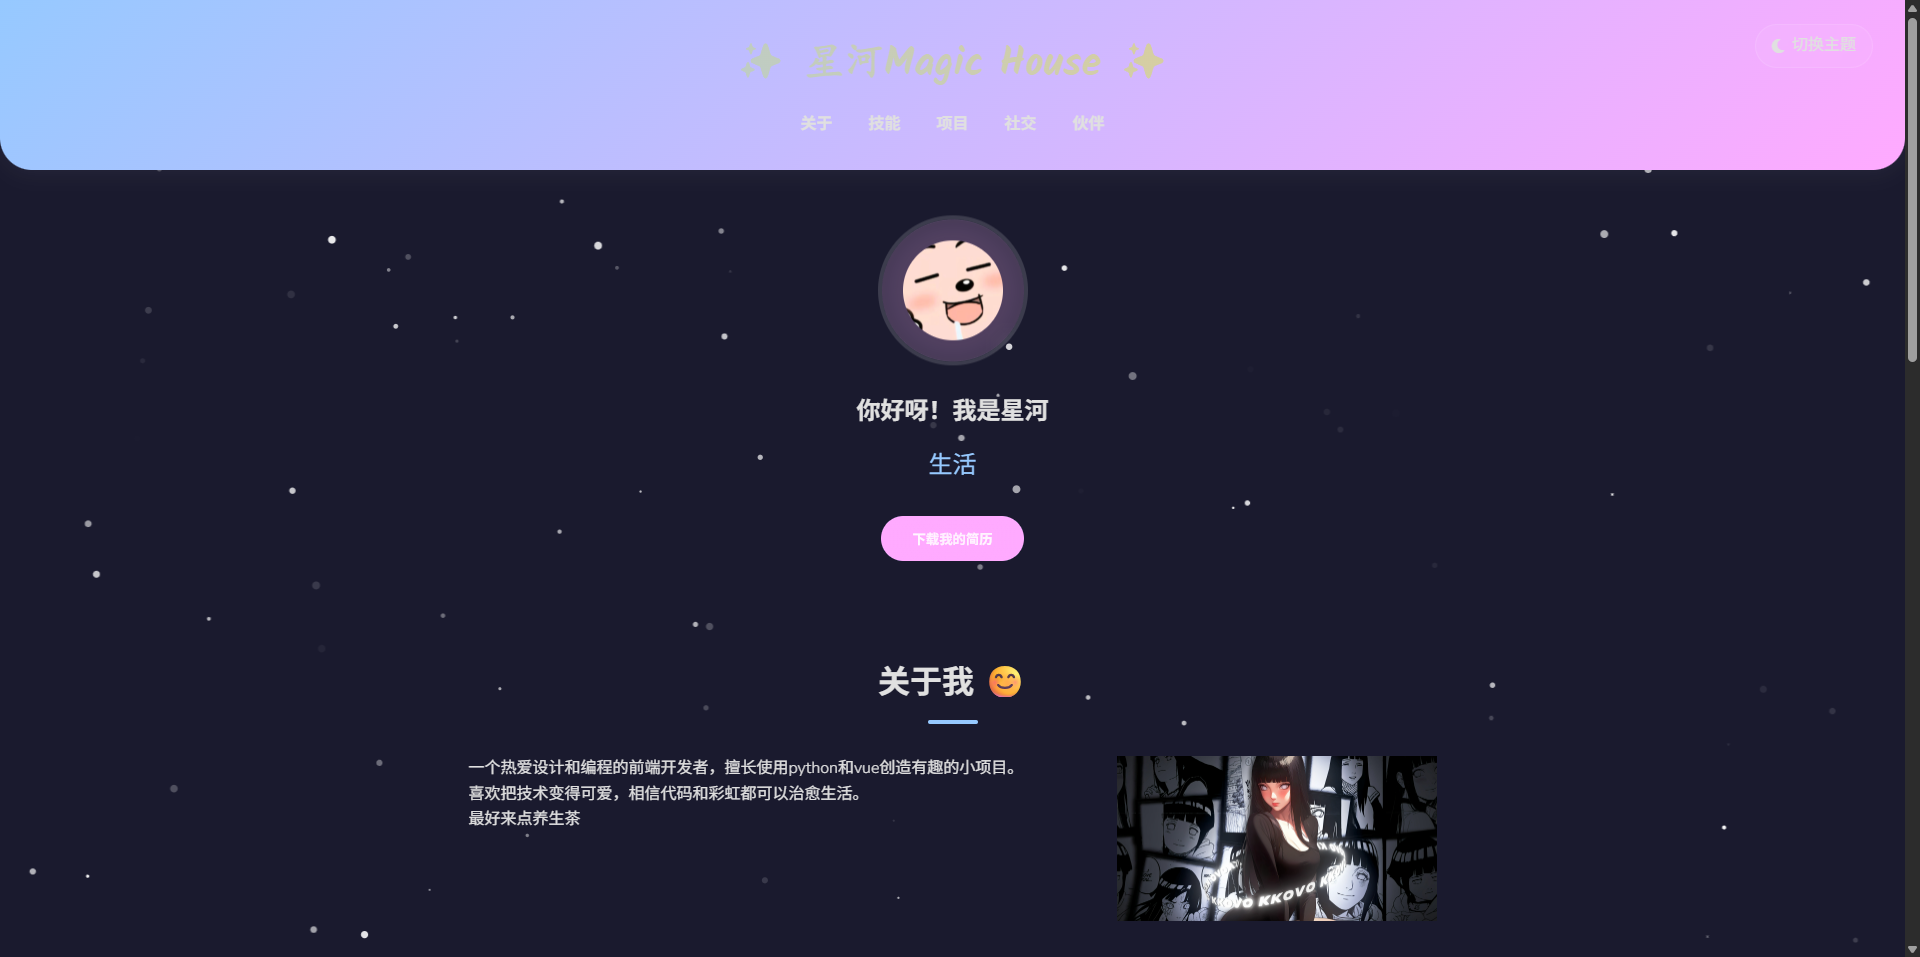 ✨ 星河Magic House ✨
切换主题
关于 技能 项目 社交 伙伴
你好呀！我是星河
生活
下载我的简历
关于我 😊
一个热爱设计和编程的前端开发者，擅长使用python和vue创造有趣的小项目。
喜欢把技术变得可爱，相信代码和彩虹都可以治愈生活。
最好来点养生茶
KKOVO